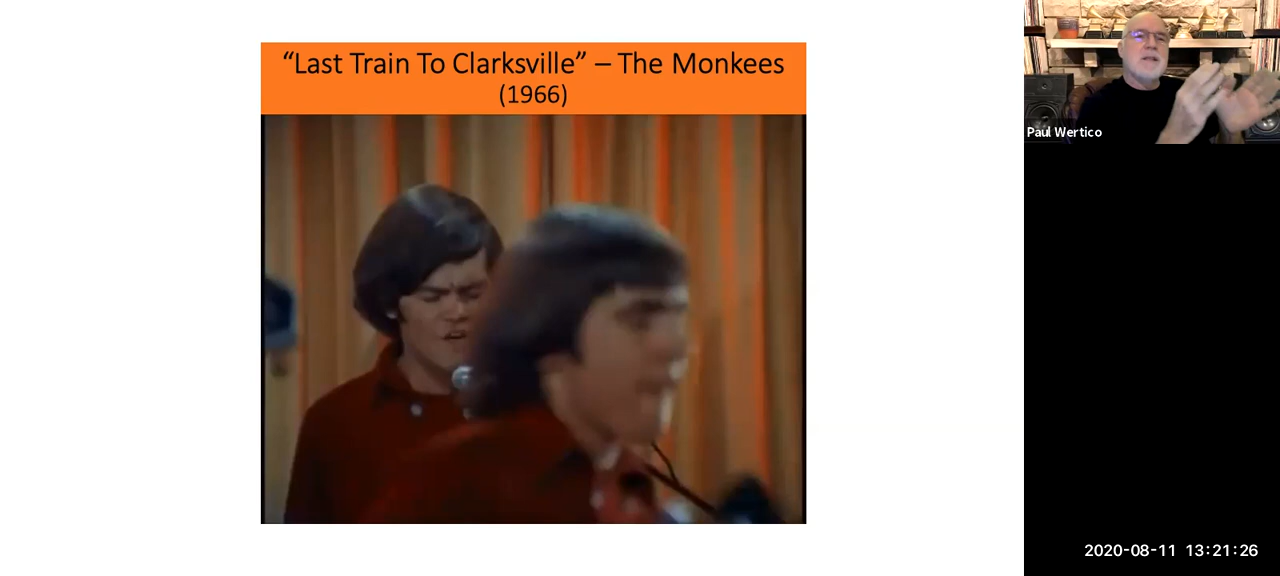 “Last Train To Clarksville” – The Monkees
(1966)
Paul Wertico
2020-08-11 13:21:26